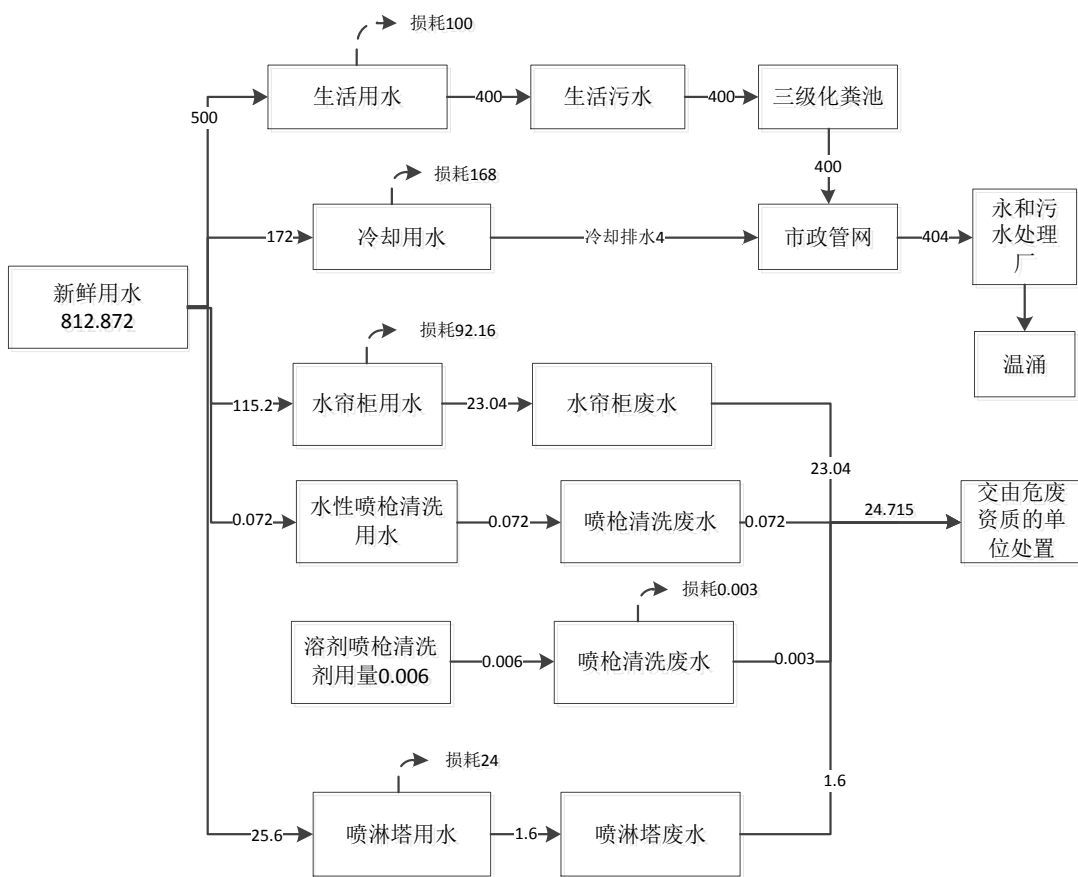 损耗100
生活用水
400
生活污水
400
三级化粪池
500
400
损耗168
172
冷却用水
冷却排水4
市政管网
404
永和污
水处理
厂
新鲜用水
812.872
温涌
损耗92.16
115.2
水帘柜用水
23.04
水帘柜废水
23.04
0.072
水性喷枪清洗
用水
0.072
喷枪清洗废水
0.072
24.715
交由危废
资质的单
位处置
损耗0.003
溶剂喷枪清洗
剂用量0.006
0.006
喷枪清洗废水
0.003
损耗24
25.6
喷淋塔用水
1.6
喷淋塔废水
1.6